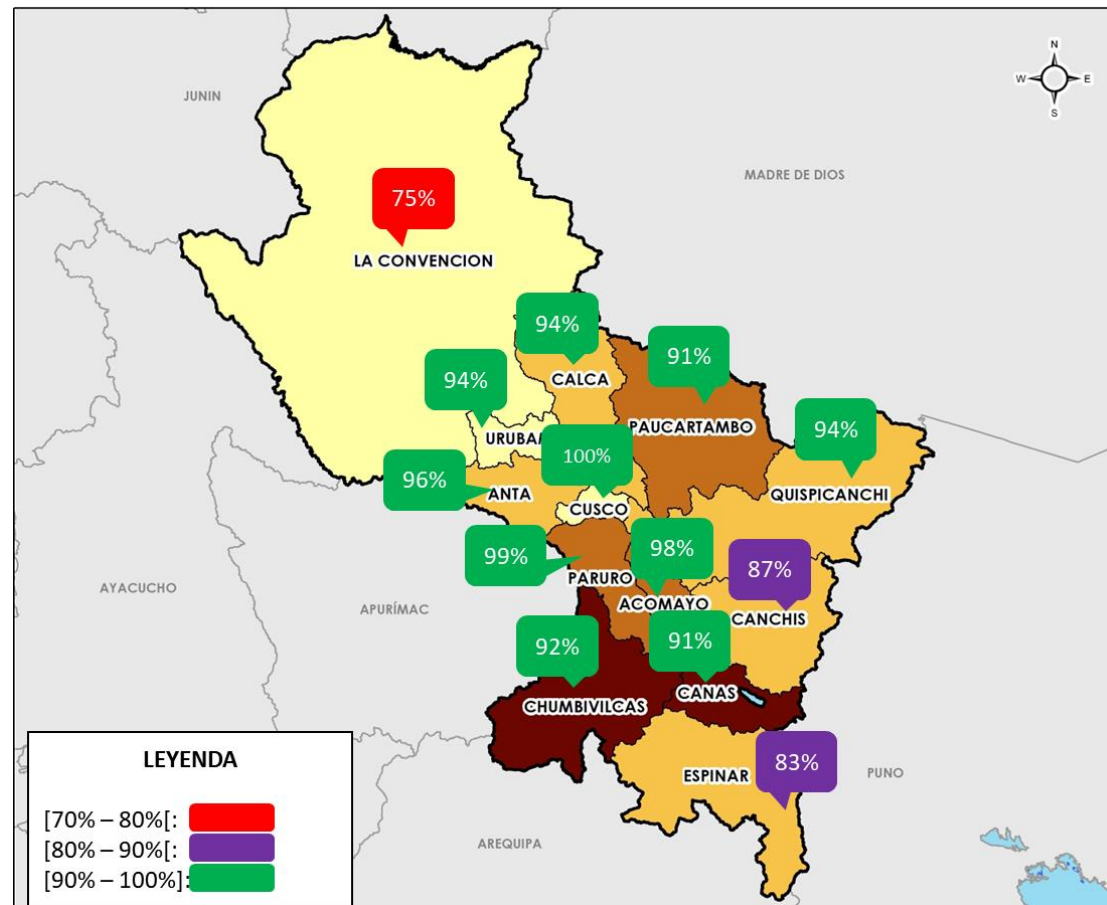 N
W E
S
JUNIN
MADRE DE DIOS
75%
LA CONVENCION
94%
CALCA
91%
PAUCARTAMBO
94%
URUBAM
94%
QUISPICANCHI
100%
CUSCO
96%
ANTA
99%
PARURO
98%
ACOMAYO
87%
CANCHIS
AYACUCHO
APURÍMAC
92%
CHUMBIVILCAS
91%
CANAS
83%
ESPINAR
PUNO
AREQUIPA
LEYENDA
[70% – 80%[:
[80% – 90%[:
[90% – 100%]: